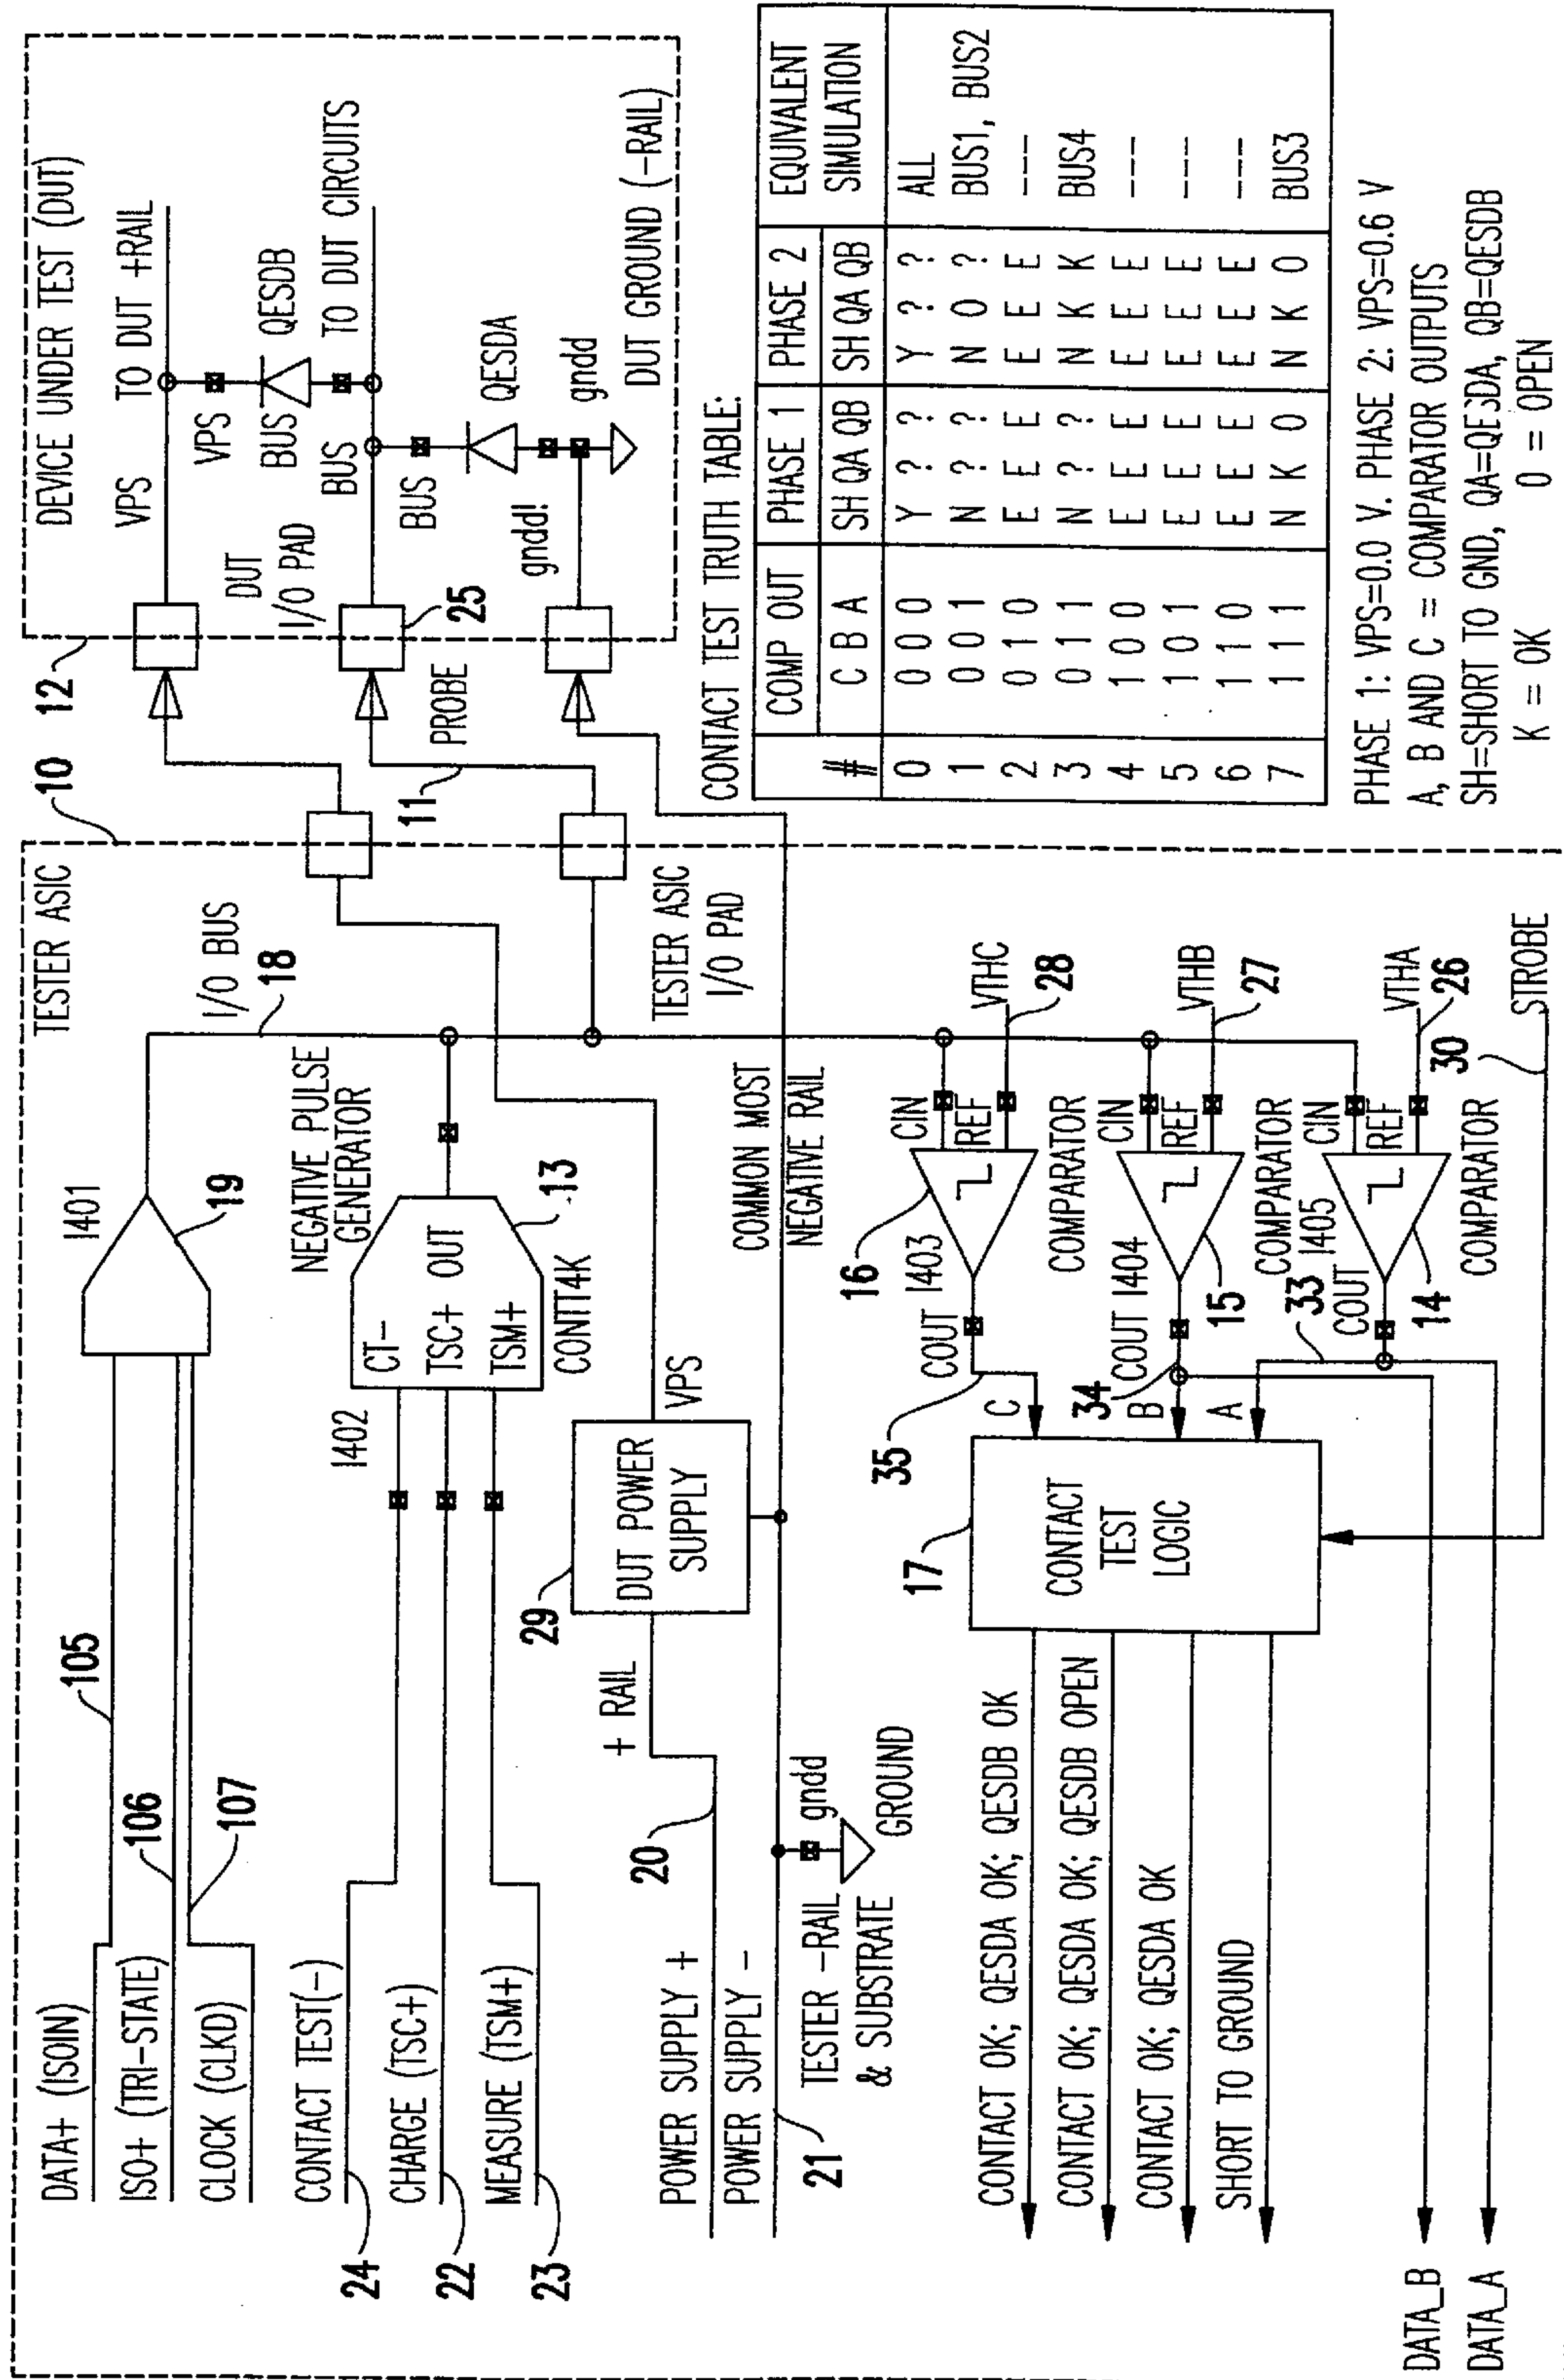 TESTER ASIC
10
DATA+ (ISOIN)
ISO+ (TRI-STATE)
CLOCK (CLKD)
105
106
107
I401
19
I/O BUS
18
CONTACT TEST(-)
CHARGE (TSC+)
MEASURE (TSM+)
24
22
23
I402
CT-
TSC+ OUT
TSM+
CONTT4K
NEGATIVE PULSE
GENERATOR
13
POWER SUPPLY +
POWER SUPPLY -
20
21
+ RAIL
29
DUT POWER
SUPPLY
VPS
TESTER -RAIL
& SUBSTRATE
gndd
GROUND
COMMON MOST
NEGATIVE RAIL
TESTER ASIC
I/O PAD
CONTACT OK; QESDA OK; QESDB OK
CONTACT OK; QESDA OK; QESDB OPEN
CONTACT OK; QESDA OK
SHORT TO GROUND
DATA_B
DATA_A
17
CONTACT
TEST
LOGIC
C
B
A
35
34
33
COUT
I403
16
CIN
REF
VTHC
28
COMPARATOR
COUT
I404
15
CIN
REF
VTHB
27
COMPARATOR
COUT
I405
14
CIN
REF
VTHA
26
COMPARATOR
30
STROBE
12
DEVICE UNDER TEST (DUT)
VPS
TO DUT +RAIL
VPS
QESDB
BUS
DUT
I/O PAD
BUS
TO DUT CIRCUITS
25
PROBE
11
BUS
QESDA
gndd!
gndd
DUT GROUND (-RAIL)
CONTACT TEST TRUTH TABLE:
COMP OUT PHASE 1 PHASE 2 EQUIVALENT
# C B A SH QA QB SH QA QB SIMULATION
0 0 0 0 Y ? ? Y ? ? ALL
1 0 0 1 N ? ? N O ? BUS1, BUS2
2 0 1 0 E E E E E E ---
3 0 1 1 N ? ? N K K BUS4
4 1 0 0 E E E E E E ---
5 1 0 1 E E E E E E ---
6 1 1 0 E E E E E E ---
7 1 1 1 N K O N K O BUS3
PHASE 1: VPS=0.0 V. PHASE 2: VPS=0.6 V
A, B AND C = COMPARATOR OUTPUTS
SH=SHORT TO GND, QA=QESDA, QB=QESDB
K = OK O = OPEN